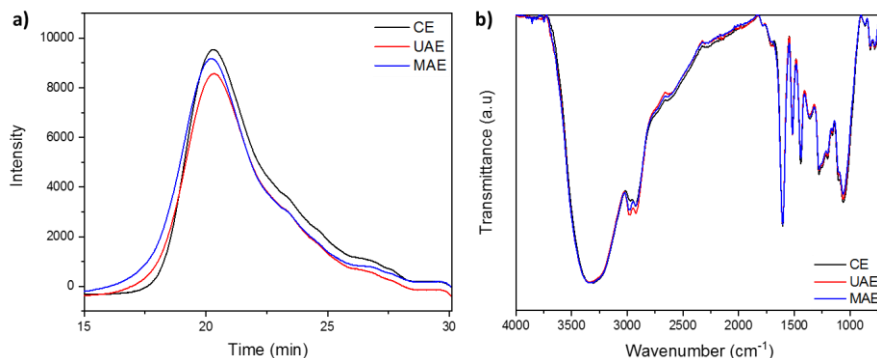 a)
CE
UAE
MAE
10000
8000
6000
4000
2000
0
Intensity
15
20
25
30
Time (min)
b)
Transmittance (a.u)
CE
UAE
MAE
4000
3500
3000
2500
2000
1500
1000
Wavenumber (cm⁻¹)